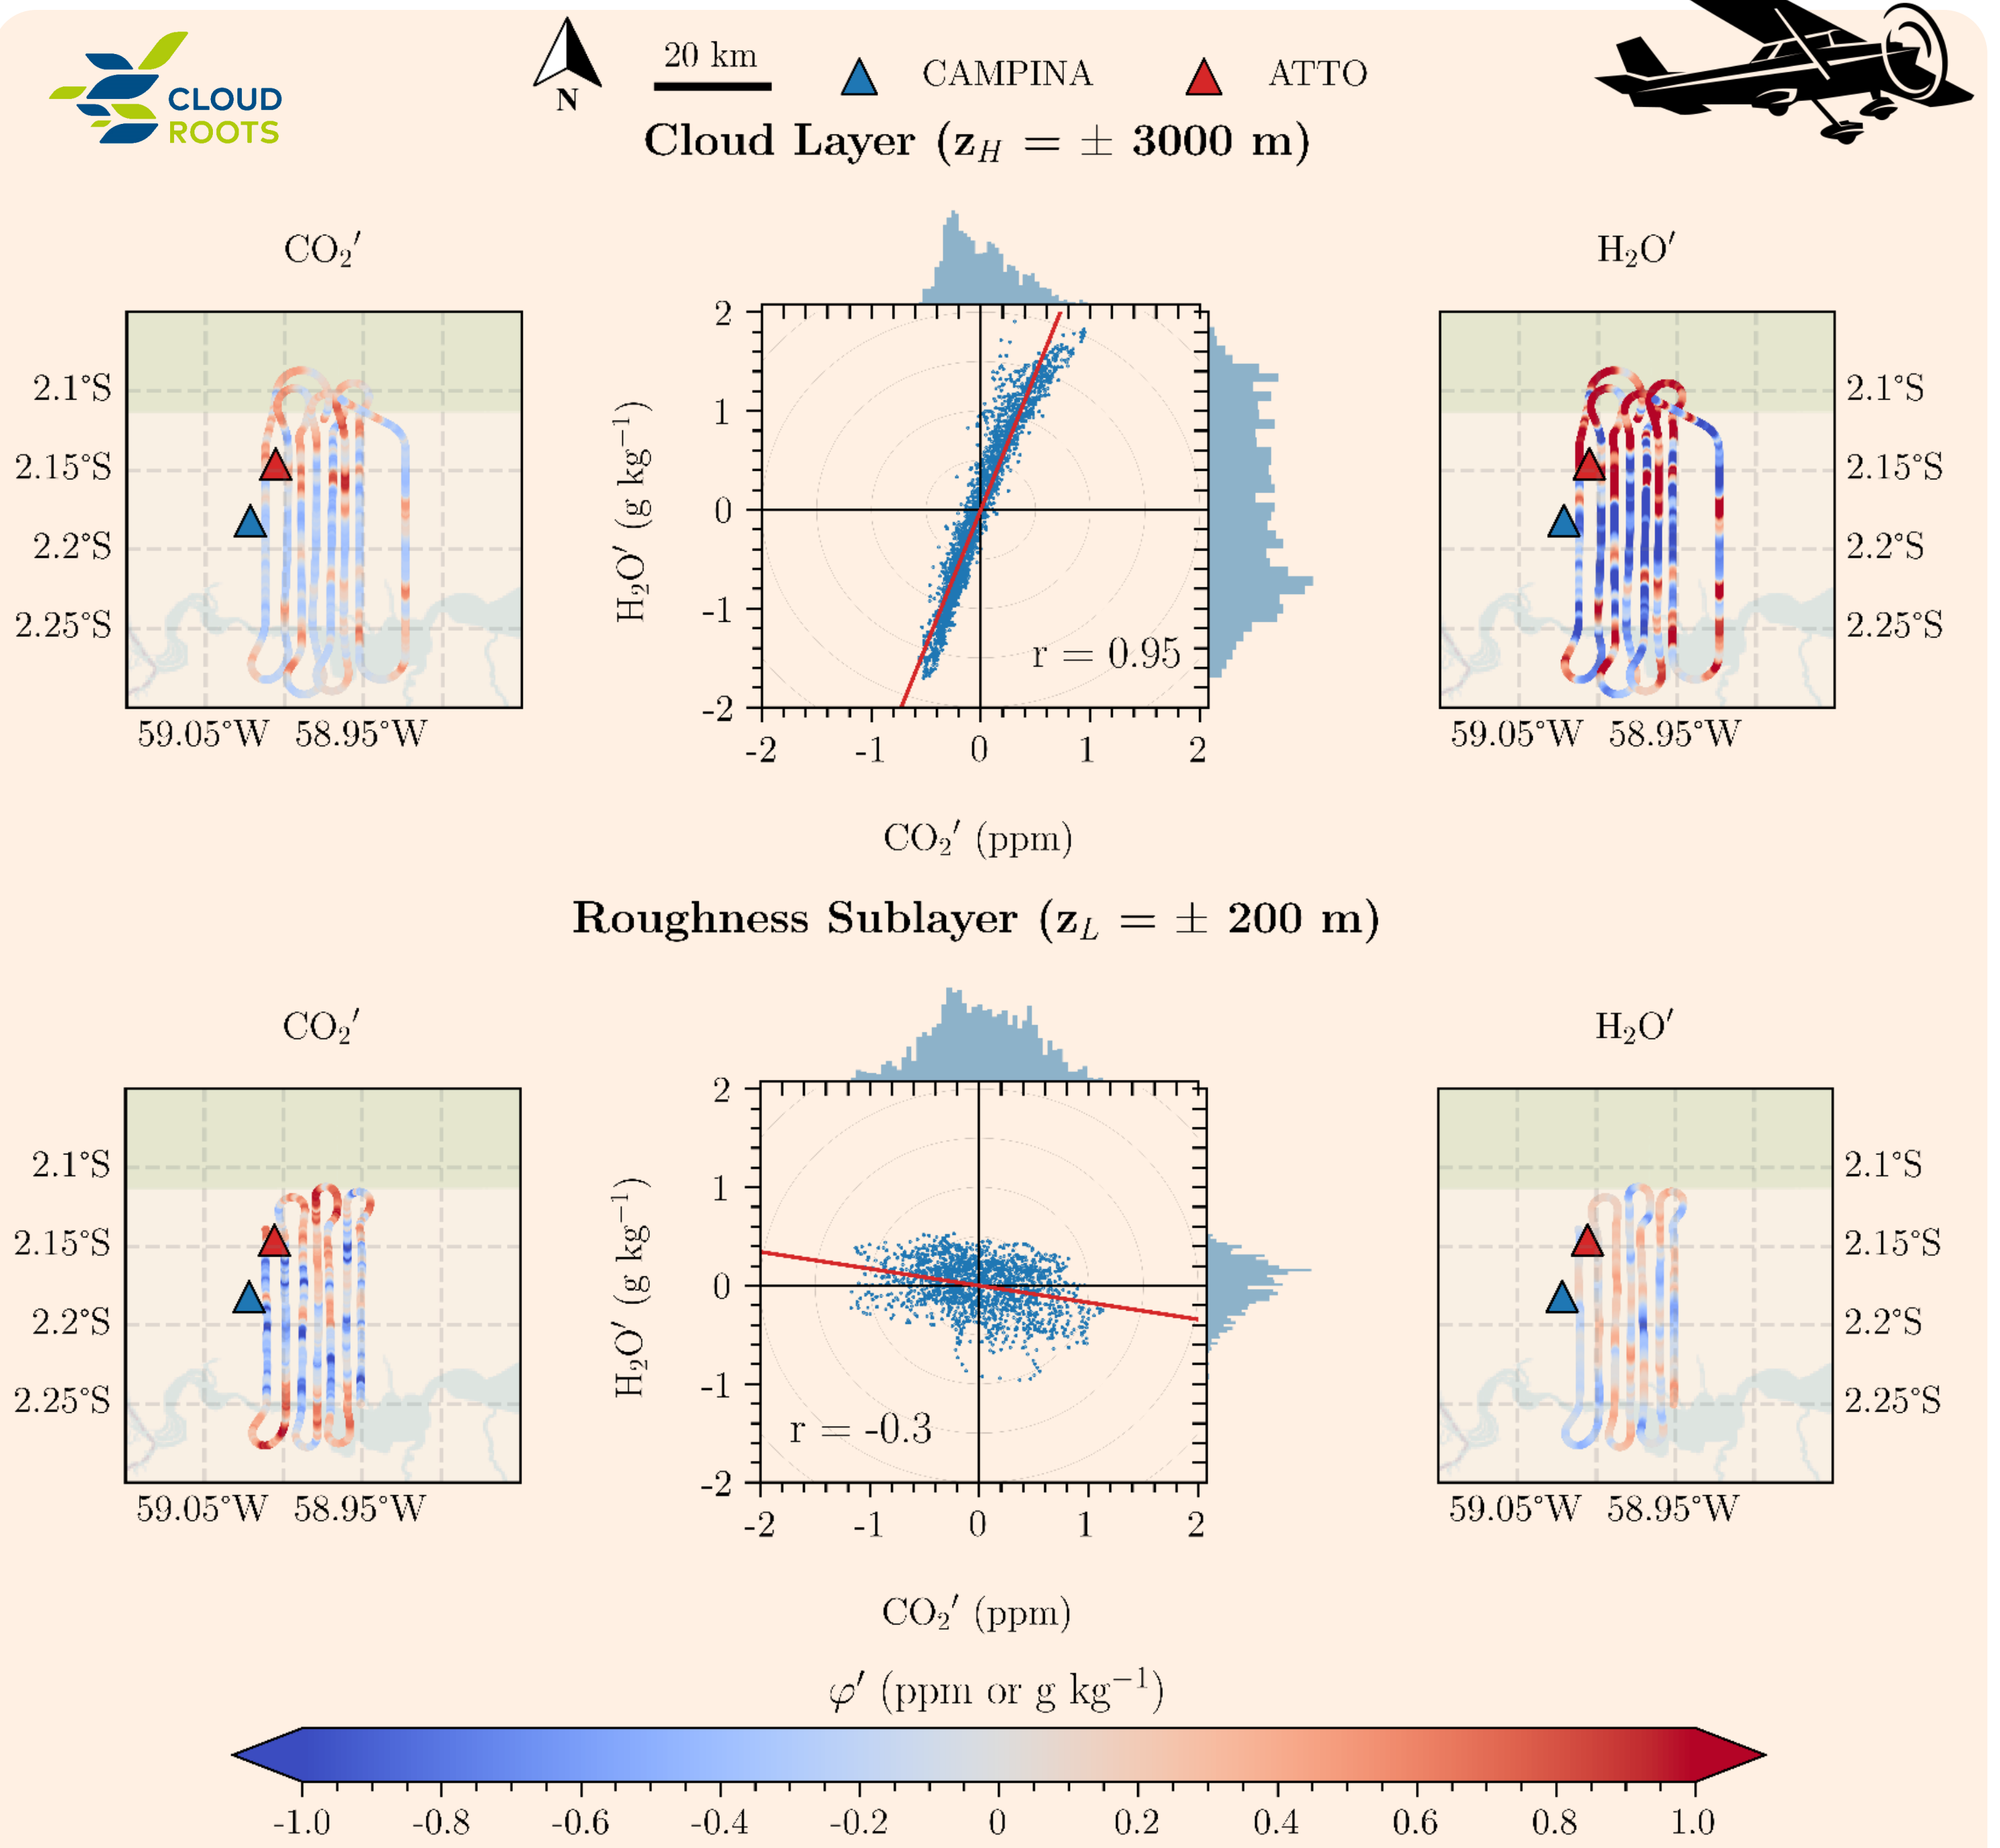 CLOUD
ROOTS
N
20 km
CAMPINA
ATTO
Cloud Layer (z_H = ± 3000 m)
CO₂′
H₂O′
2.1°S
2.15°S
2.2°S
2.25°S
59.05°W 58.95°W
H₂O′ (g kg⁻¹)
2
1
0
-1
-2
r = 0.95
-2 -1 0 1 2
CO₂′ (ppm)
2.1°S
2.15°S
2.2°S
2.25°S
59.05°W 58.95°W
Roughness Sublayer (z_L = ± 200 m)
CO₂′
H₂O′
2.1°S
2.15°S
2.2°S
2.25°S
59.05°W 58.95°W
H₂O′ (g kg⁻¹)
2
1
0
-1
-2
r = -0.3
-2 -1 0 1 2
CO₂′ (ppm)
2.1°S
2.15°S
2.2°S
2.25°S
59.05°W 58.95°W
φ′ (ppm or g kg⁻¹)
-1.0 -0.8 -0.6 -0.4 -0.2 0 0.2 0.4 0.6 0.8 1.0